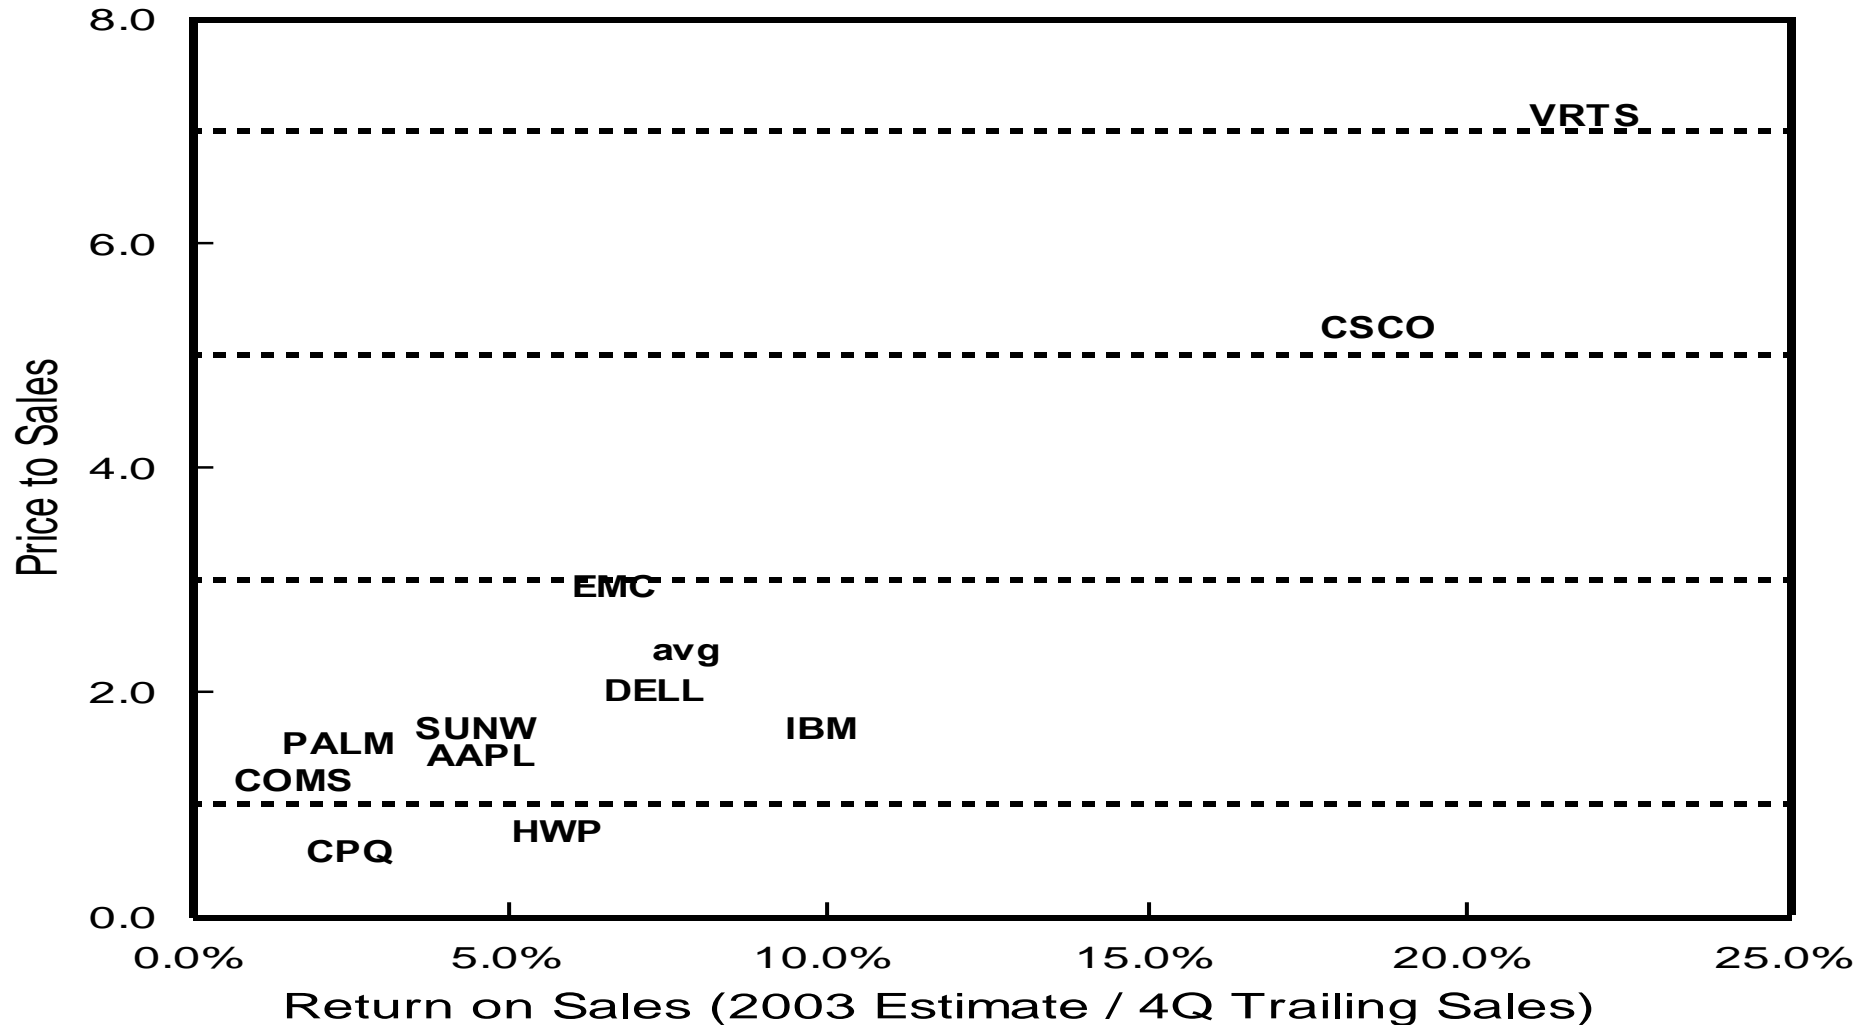 8.0
VRTS
6.0
CSCO
4.0
Price to Sales
EMC
avg
DELL
2.0
SUNW
IBM
PALM
AAPL
COMS
HWP
CPQ
0.0
0.0% 5.0% 10.0% 15.0% 20.0% 25.0%
Return on Sales (2003 Estimate / 4Q Trailing Sales)